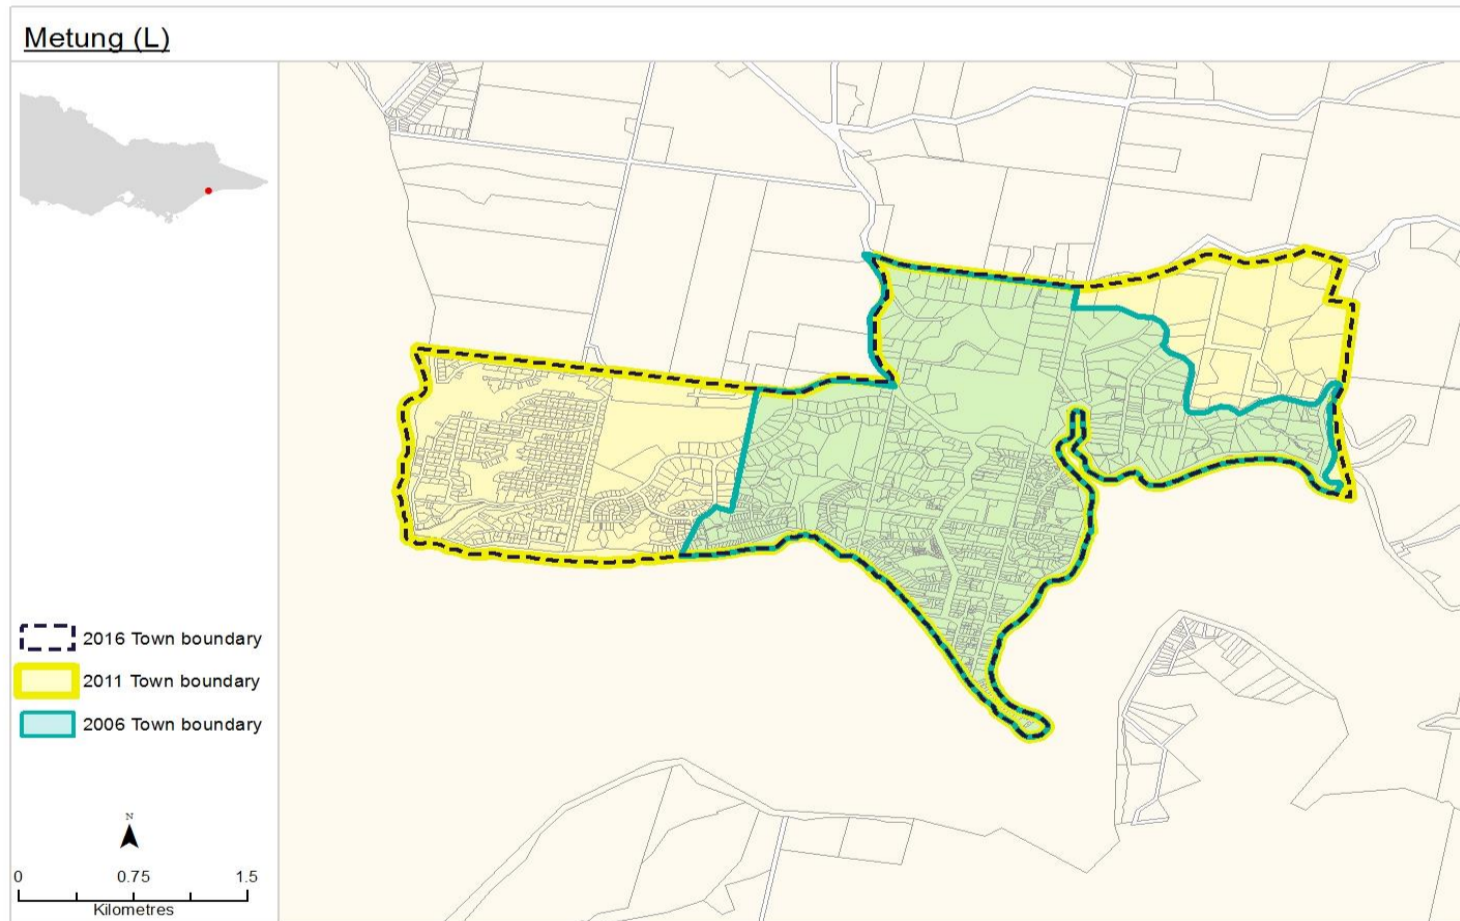 Metung (L)
2016 Town boundary
2011 Town boundary
2006 Town boundary
N
0 0.75 1.5
Kilometres